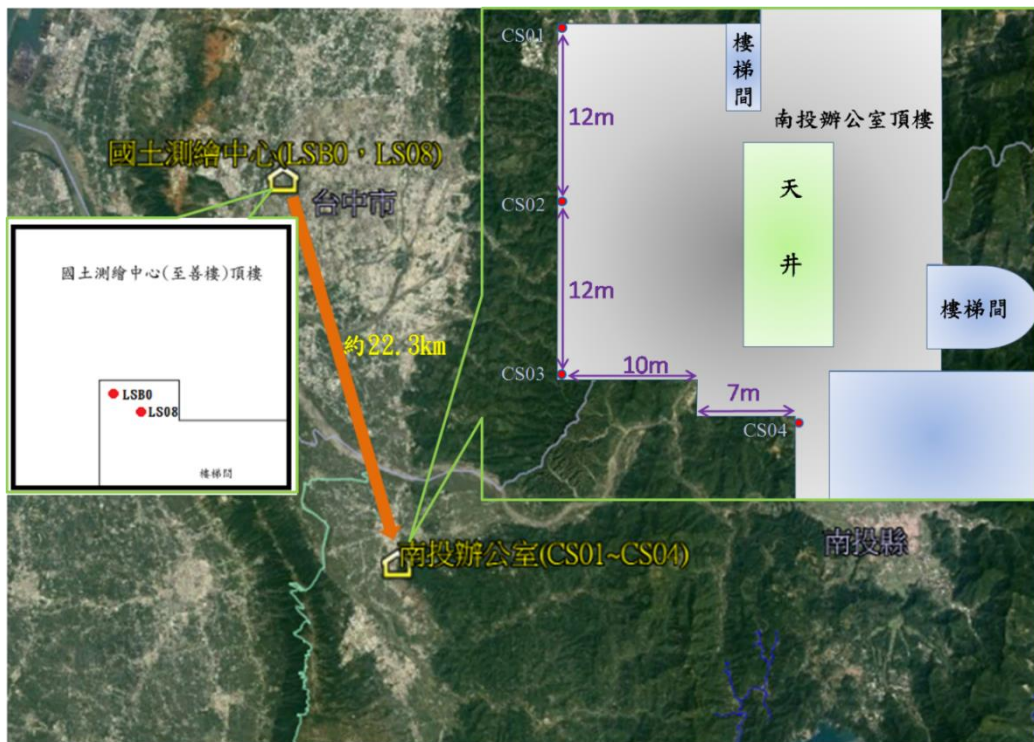 國土測繪中心(LSB0，LS08)
台中市
國土測繪中心(至善樓)頂樓
LSB0
LS08
樓梯間
約22.3km
南投辦公室(CS01~CS04)
南投縣
CS01
樓梯間
12m
南投辦公室頂樓
天井
CS02
12m
樓梯間
CS03
10m
7m
CS04